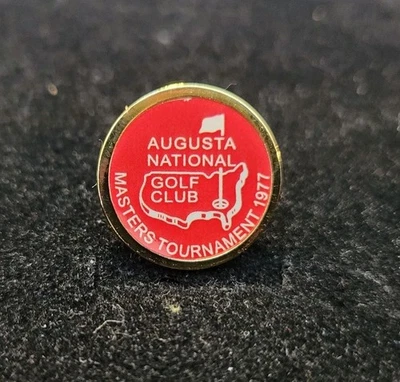 AUGUSTA
NATIONAL
GOLF
CLUB
MASTERS TOURNAMENT 1977